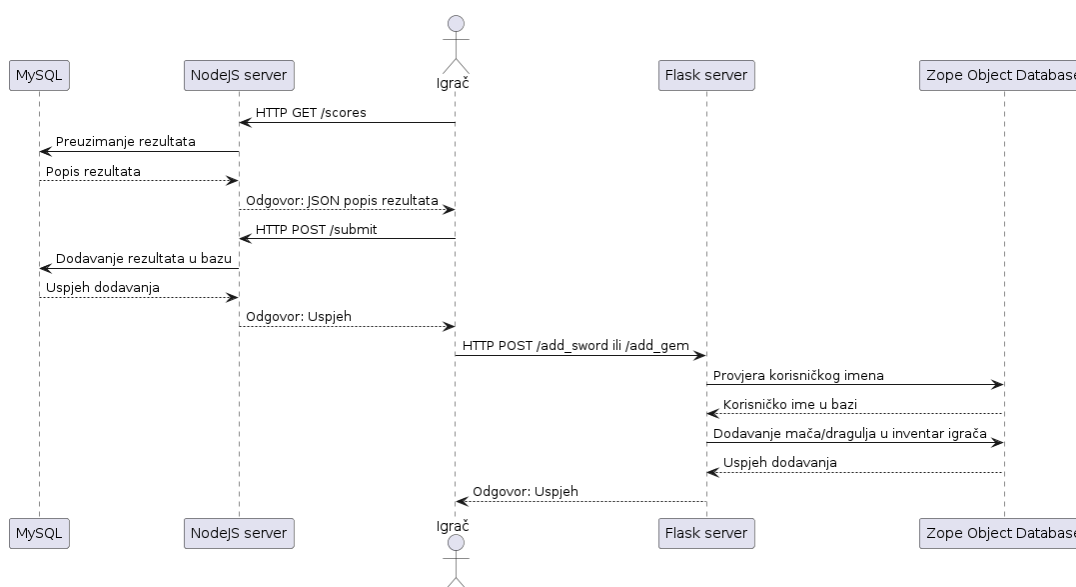 MySQL
NodeJS server
Igrač
Flask server
Zope Object Database
HTTP GET /scores
Preuzimanje rezultata
Popis rezultata
Odgovor: JSON popis rezultata
HTTP POST /submit
Dodavanje rezultata u bazu
Uspjeh dodavanja
Odgovor: Uspjeh
HTTP POST /add_sword ili /add_gem
Provjera korisničkog imena
Korisničko ime u bazi
Dodavanje mača/dragulja u inventar igrača
Uspjeh dodavanja
Odgovor: Uspjeh
MySQL
NodeJS server
Igrač
Flask server
Zope Object Database